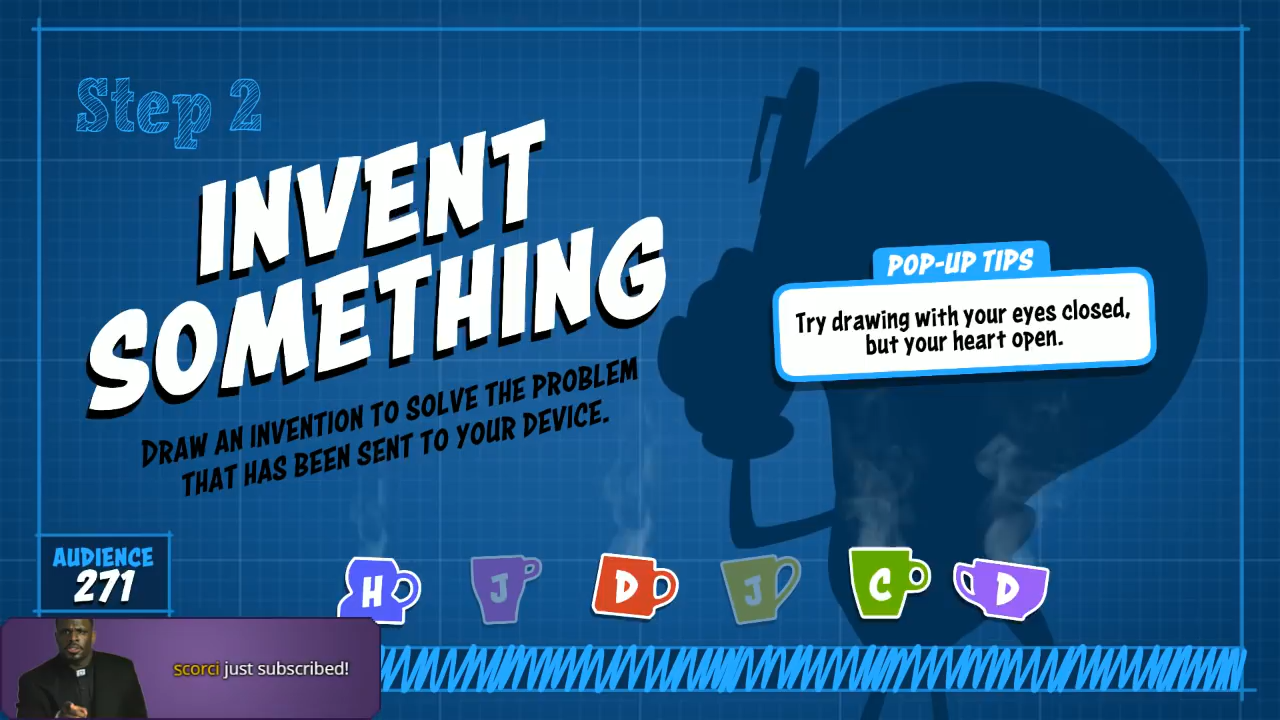 Step 2
INVENT
SOMETHING
DRAW AN INVENTION TO SOLVE THE PROBLEM
THAT HAS BEEN SENT TO YOUR DEVICE.
POP-UP TIPS
Try drawing with your eyes closed,
but your heart open.
AUDIENCE
271
H J D J C D
scorci just subscribed!